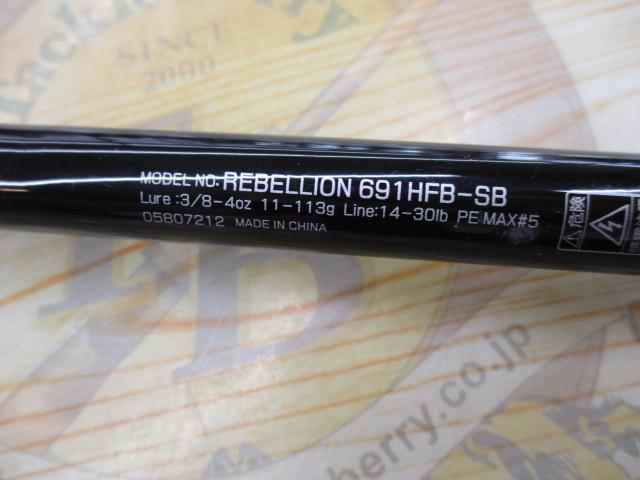 TackleBerry
SINCE
2000
MODEL NO:REBELLION 691HFB-SB
Lure :3/8-4oz 11-113g Line:14-30lb PE MAX#5
05807212 MADE IN CHINA
危険
berry.co.jp